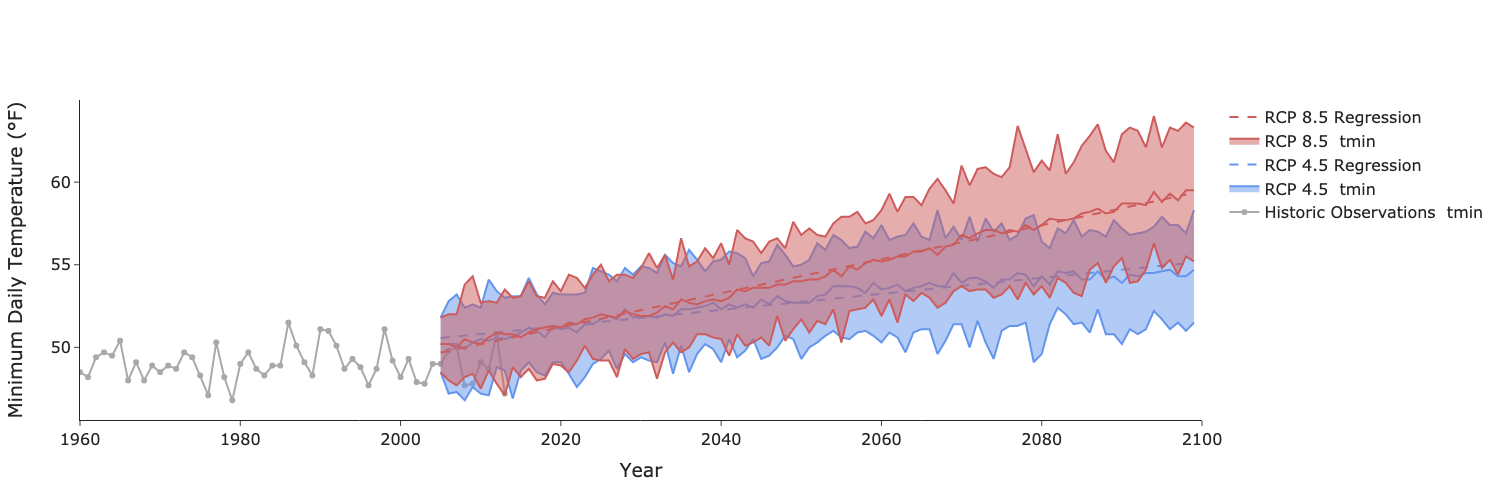 Minimum Daily Temperature (°F)
60
55
50
1960
1980
2000
2020
2040
2060
2080
2100
Year
RCP 8.5 Regression
RCP 8.5 tmin
RCP 4.5 Regression
RCP 4.5 tmin
Historic Observations tmin